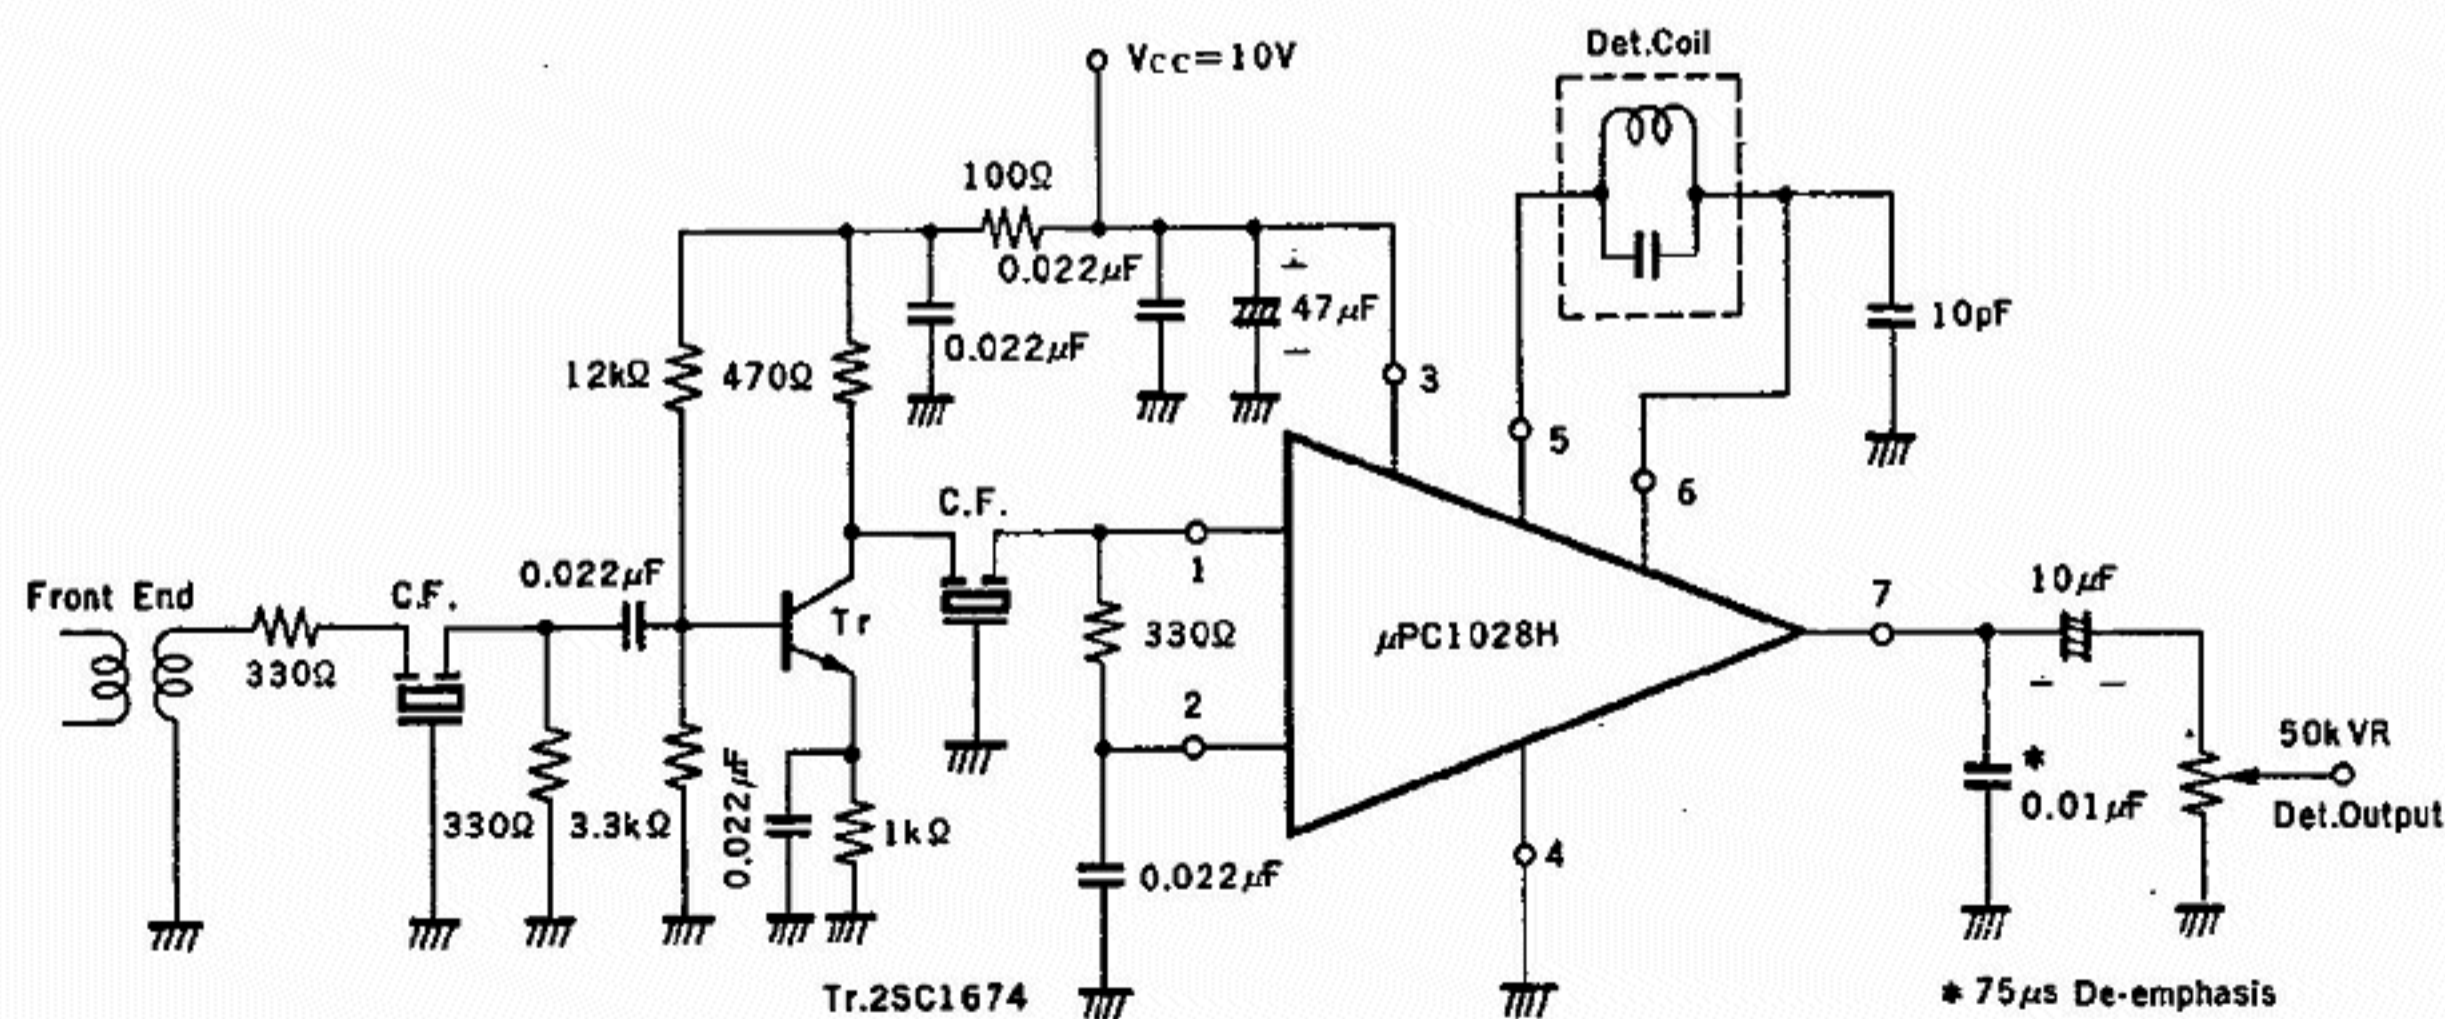 Det.Coil
Vcc=10V
100Ω
0.022μF
47μF
10pF
0.022μF
12kΩ
470Ω
3
5
6
C.F.
1
0.022μF
Front End
C.F.
330Ω
Tr
330Ω
μPC1028H
7
10μF
2
50kVR
*
0.01μF
Det.Output
330Ω
3.3kΩ
0.022μF
1kΩ
4
0.022μF
Tr.2SC1674
* 75μs De-emphasis